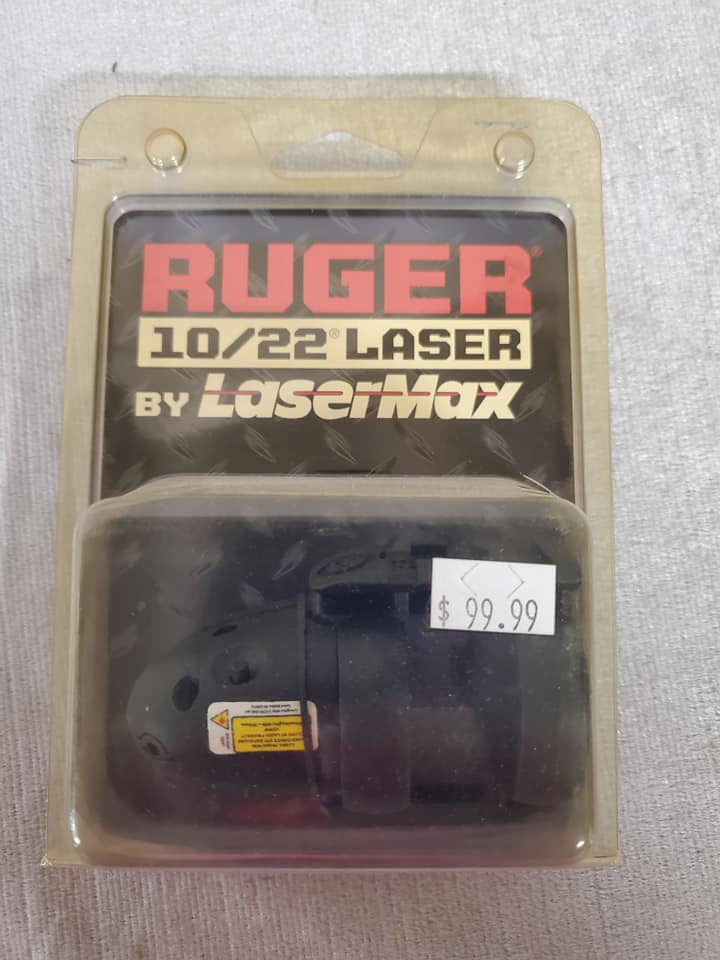 RUGER®
10/22® LASER
BY LaserMax
$ 99.99